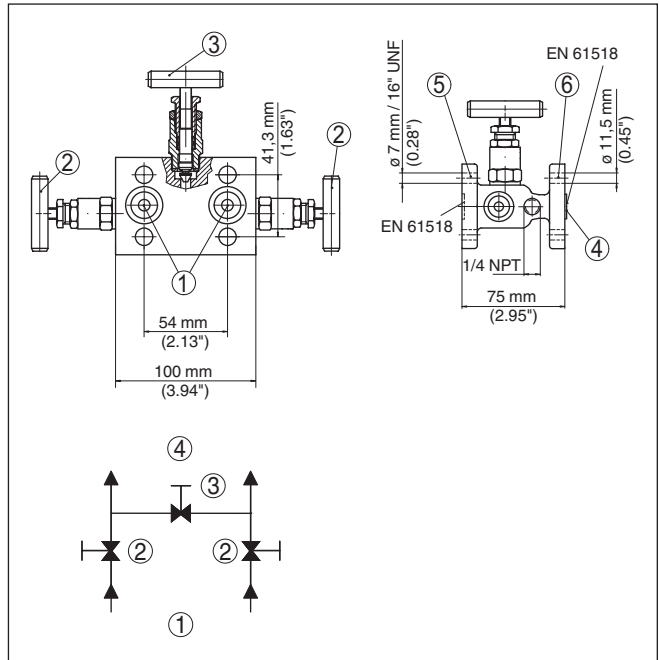 ③
②
②
41,3 mm
(1.63")
①
54 mm
(2.13")
100 mm
(3.94")
ø 7 mm / 16" UNF
(0.28")
EN 61518
⑤
⑥
ø 11,5 mm
(0.45")
EN 61518
④
1/4 NPT
75 mm
(2.95")
④
③
②
②
①